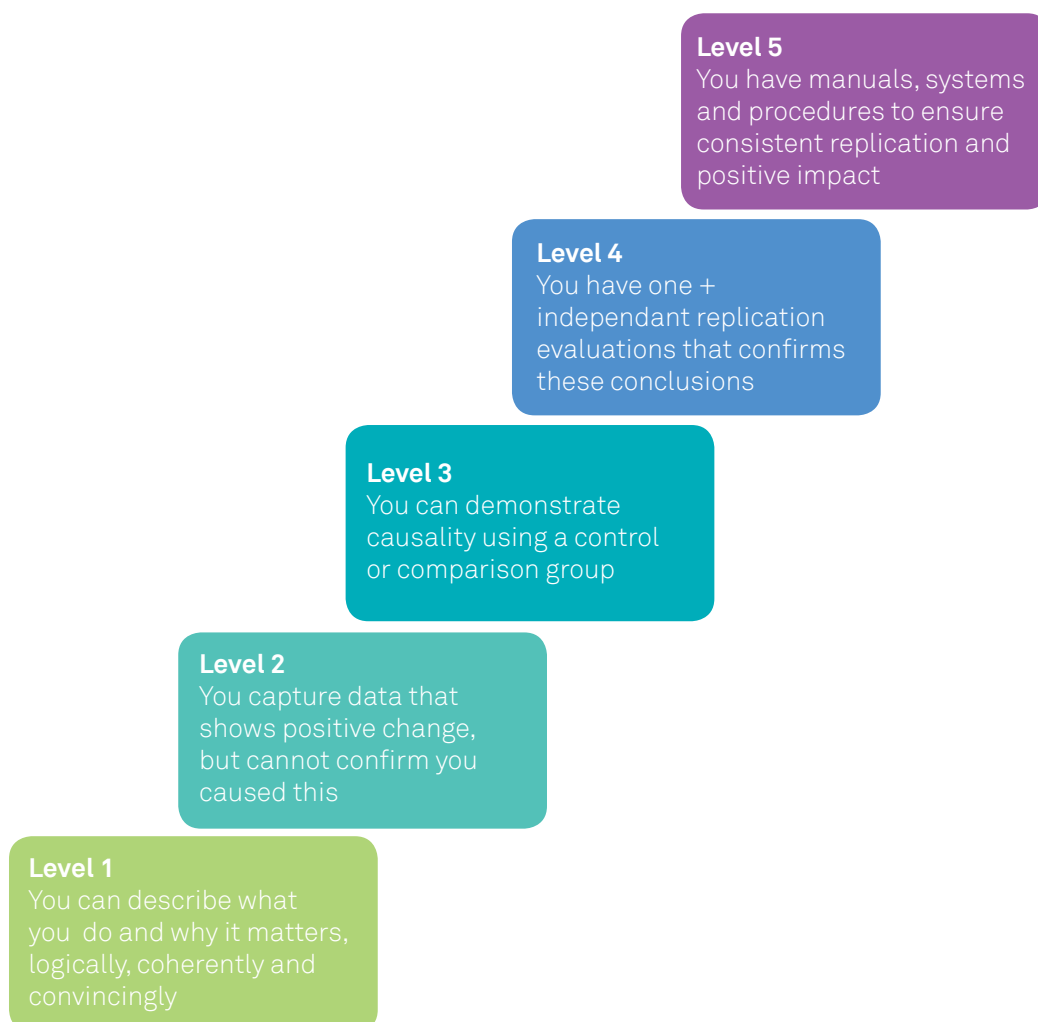 Level 5
You have manuals, systems
and procedures to ensure
consistent replication and
positive impact
Level 4
You have one +
independant replication
evaluations that confirms
these conclusions
Level 3
You can demonstrate
causality using a control
or comparison group
Level 2
You capture data that
shows positive change,
but cannot confirm you
caused this
Level 1
You can describe what
you  do and why it matters,
logically, coherently and
convincingly